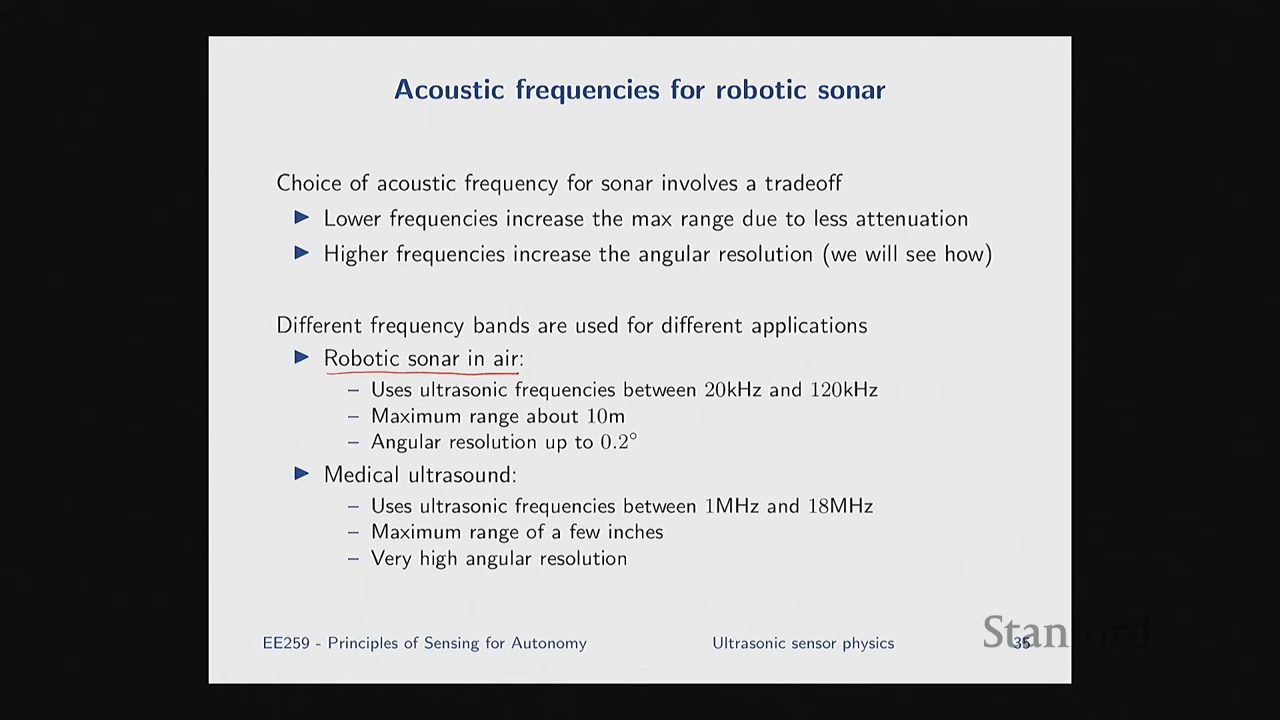 Acoustic frequencies for robotic sonar
Choice of acoustic frequency for sonar involves a tradeoff
▶ Lower frequencies increase the max range due to less attenuation
▶ Higher frequencies increase the angular resolution (we will see how)
Different frequency bands are used for different applications
▶ Robotic sonar in air:
– Uses ultrasonic frequencies between 20kHz and 120kHz
– Maximum range about 10m
– Angular resolution up to 0.2°
▶ Medical ultrasound:
– Uses ultrasonic frequencies between 1MHz and 18MHz
– Maximum range of a few inches
– Very high angular resolution
EE259 - Principles of Sensing for Autonomy
Ultrasonic sensor physics
35
Stanford